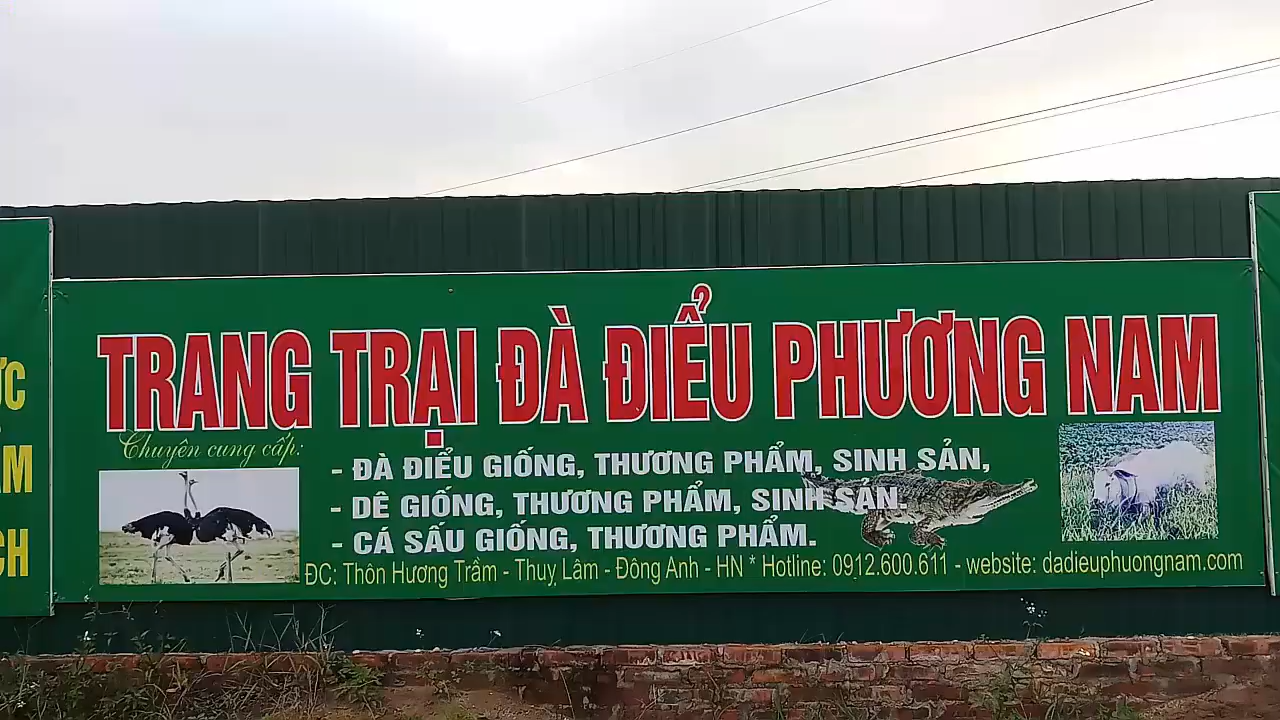 TRANG TRẠI ĐÀ ĐIỂU PHƯƠNG NAM
Chuyên cung cấp:
- ĐÀ ĐIỂU GIỐNG, THƯƠNG PHẨM, SINH SẢN,
- DÊ GIỐNG, THƯƠNG PHẨM, SINH SẢN.
- CÁ SẤU GIỐNG, THƯƠNG PHẨM.
ĐC: Thôn Hương Trầm - Thuỵ Lâm - Đông Anh - HN * Hotline: 0912.600.611 - website: dadieuphuongnam.com